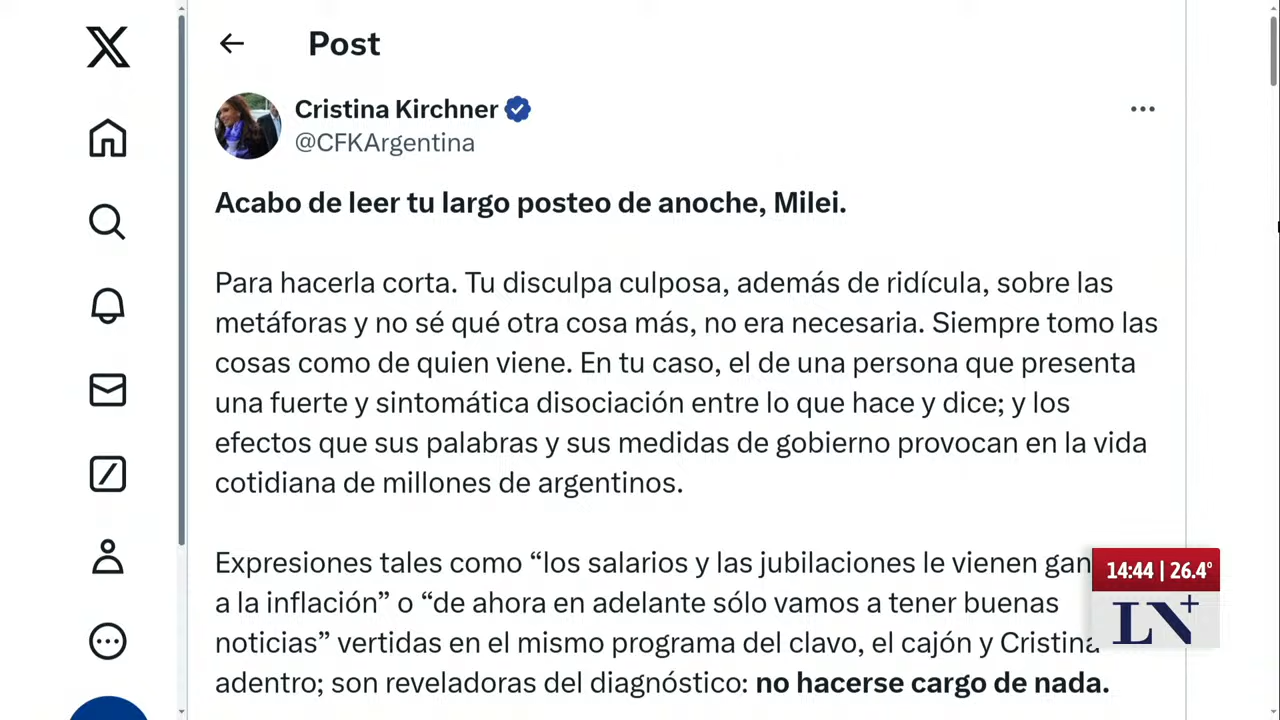 Post
Cristina Kirchner
@CFKArgentina
Acabo de leer tu largo posteo de anoche, Milei.
Para hacerla corta. Tu disculpa culposa, además de ridícula, sobre las
metáforas y no sé qué otra cosa más, no era necesaria. Siempre tomo las
cosas como de quien viene. En tu caso, el de una persona que presenta
una fuerte y sintomática disociación entre lo que hace y dice; y los
efectos que sus palabras y sus medidas de gobierno provocan en la vida
cotidiana de millones de argentinos.
Expresiones tales como “los salarios y las jubilaciones le vienen gan
a la inflación” o “de ahora en adelante sólo vamos a tener buenas
noticias” vertidas en el mismo programa del clavo, el cajón y Cristina
adentro; son reveladoras del diagnóstico: no hacerse cargo de nada.
14:44 | 26.4°
LN+